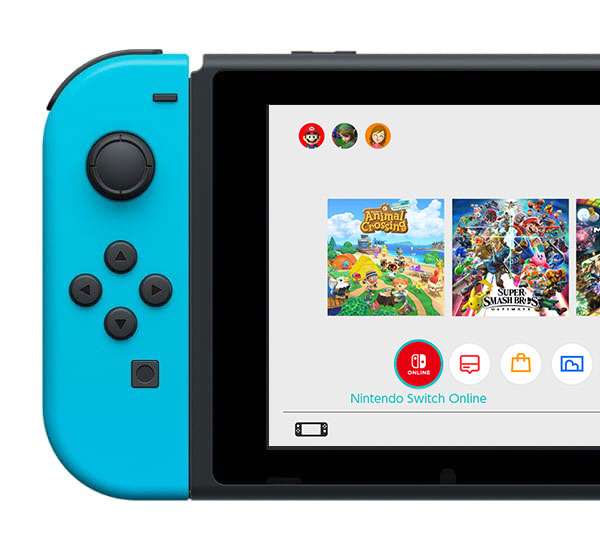 Animal
Crossing
SUPER
SMASH BROS.
ULTIMATE
ONLINE
Nintendo Switch Online